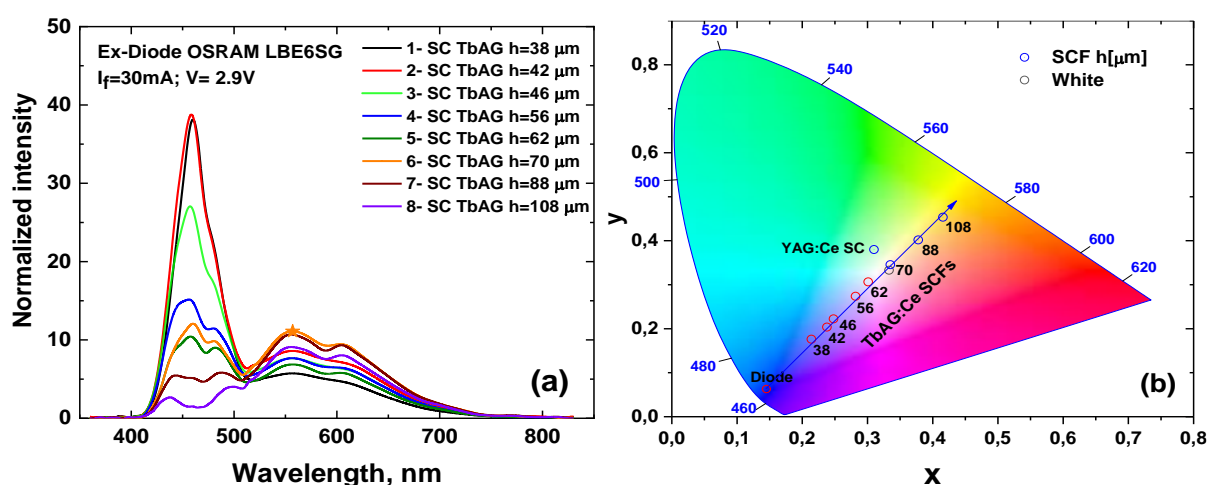 50
40
30
20
10
0
Normalized intensity
Ex-Diode OSRAM LBE6SG
If=30mA; V= 2.9V
1- SC TbAG h=38 μm
2- SC TbAG h=42 μm
3- SC TbAG h=46 μm
4- SC TbAG h=56 μm
5- SC TbAG h=62 μm
6- SC TbAG h=70 μm
7- SC TbAG h=88 μm
8- SC TbAG h=108 μm
(a)
400 500 600 700 800
Wavelength, nm
0,8
0,6
0,4
0,2
0,0
y
520
540
560
580
600
620
500
480
460
SCF h[μm]
White
YAG:Ce SC
108
88
70
62
56
46
42
38
TbAG:Ce SCFs
Diode
(b)
0,0 0,1 0,2 0,3 0,4 0,5 0,6 0,7 0,8
x